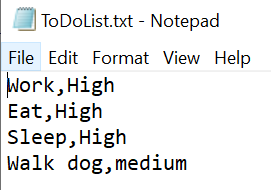 ToDoList.txt - Notepad
File Edit Format View Help
Work,High
Eat,High
Sleep,High
Walk dog,medium